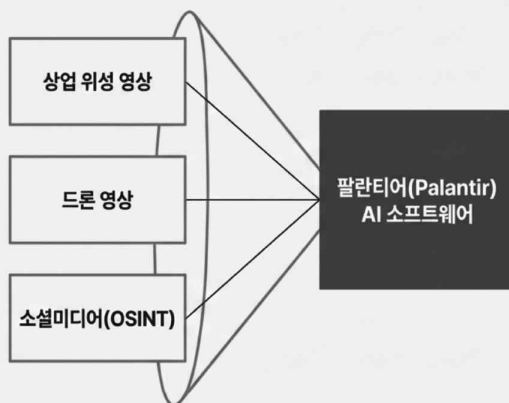 상업 위성 영상
드론 영상
소셜미디어(OSINT)
팔란티어(Palantir)
AI 소프트웨어